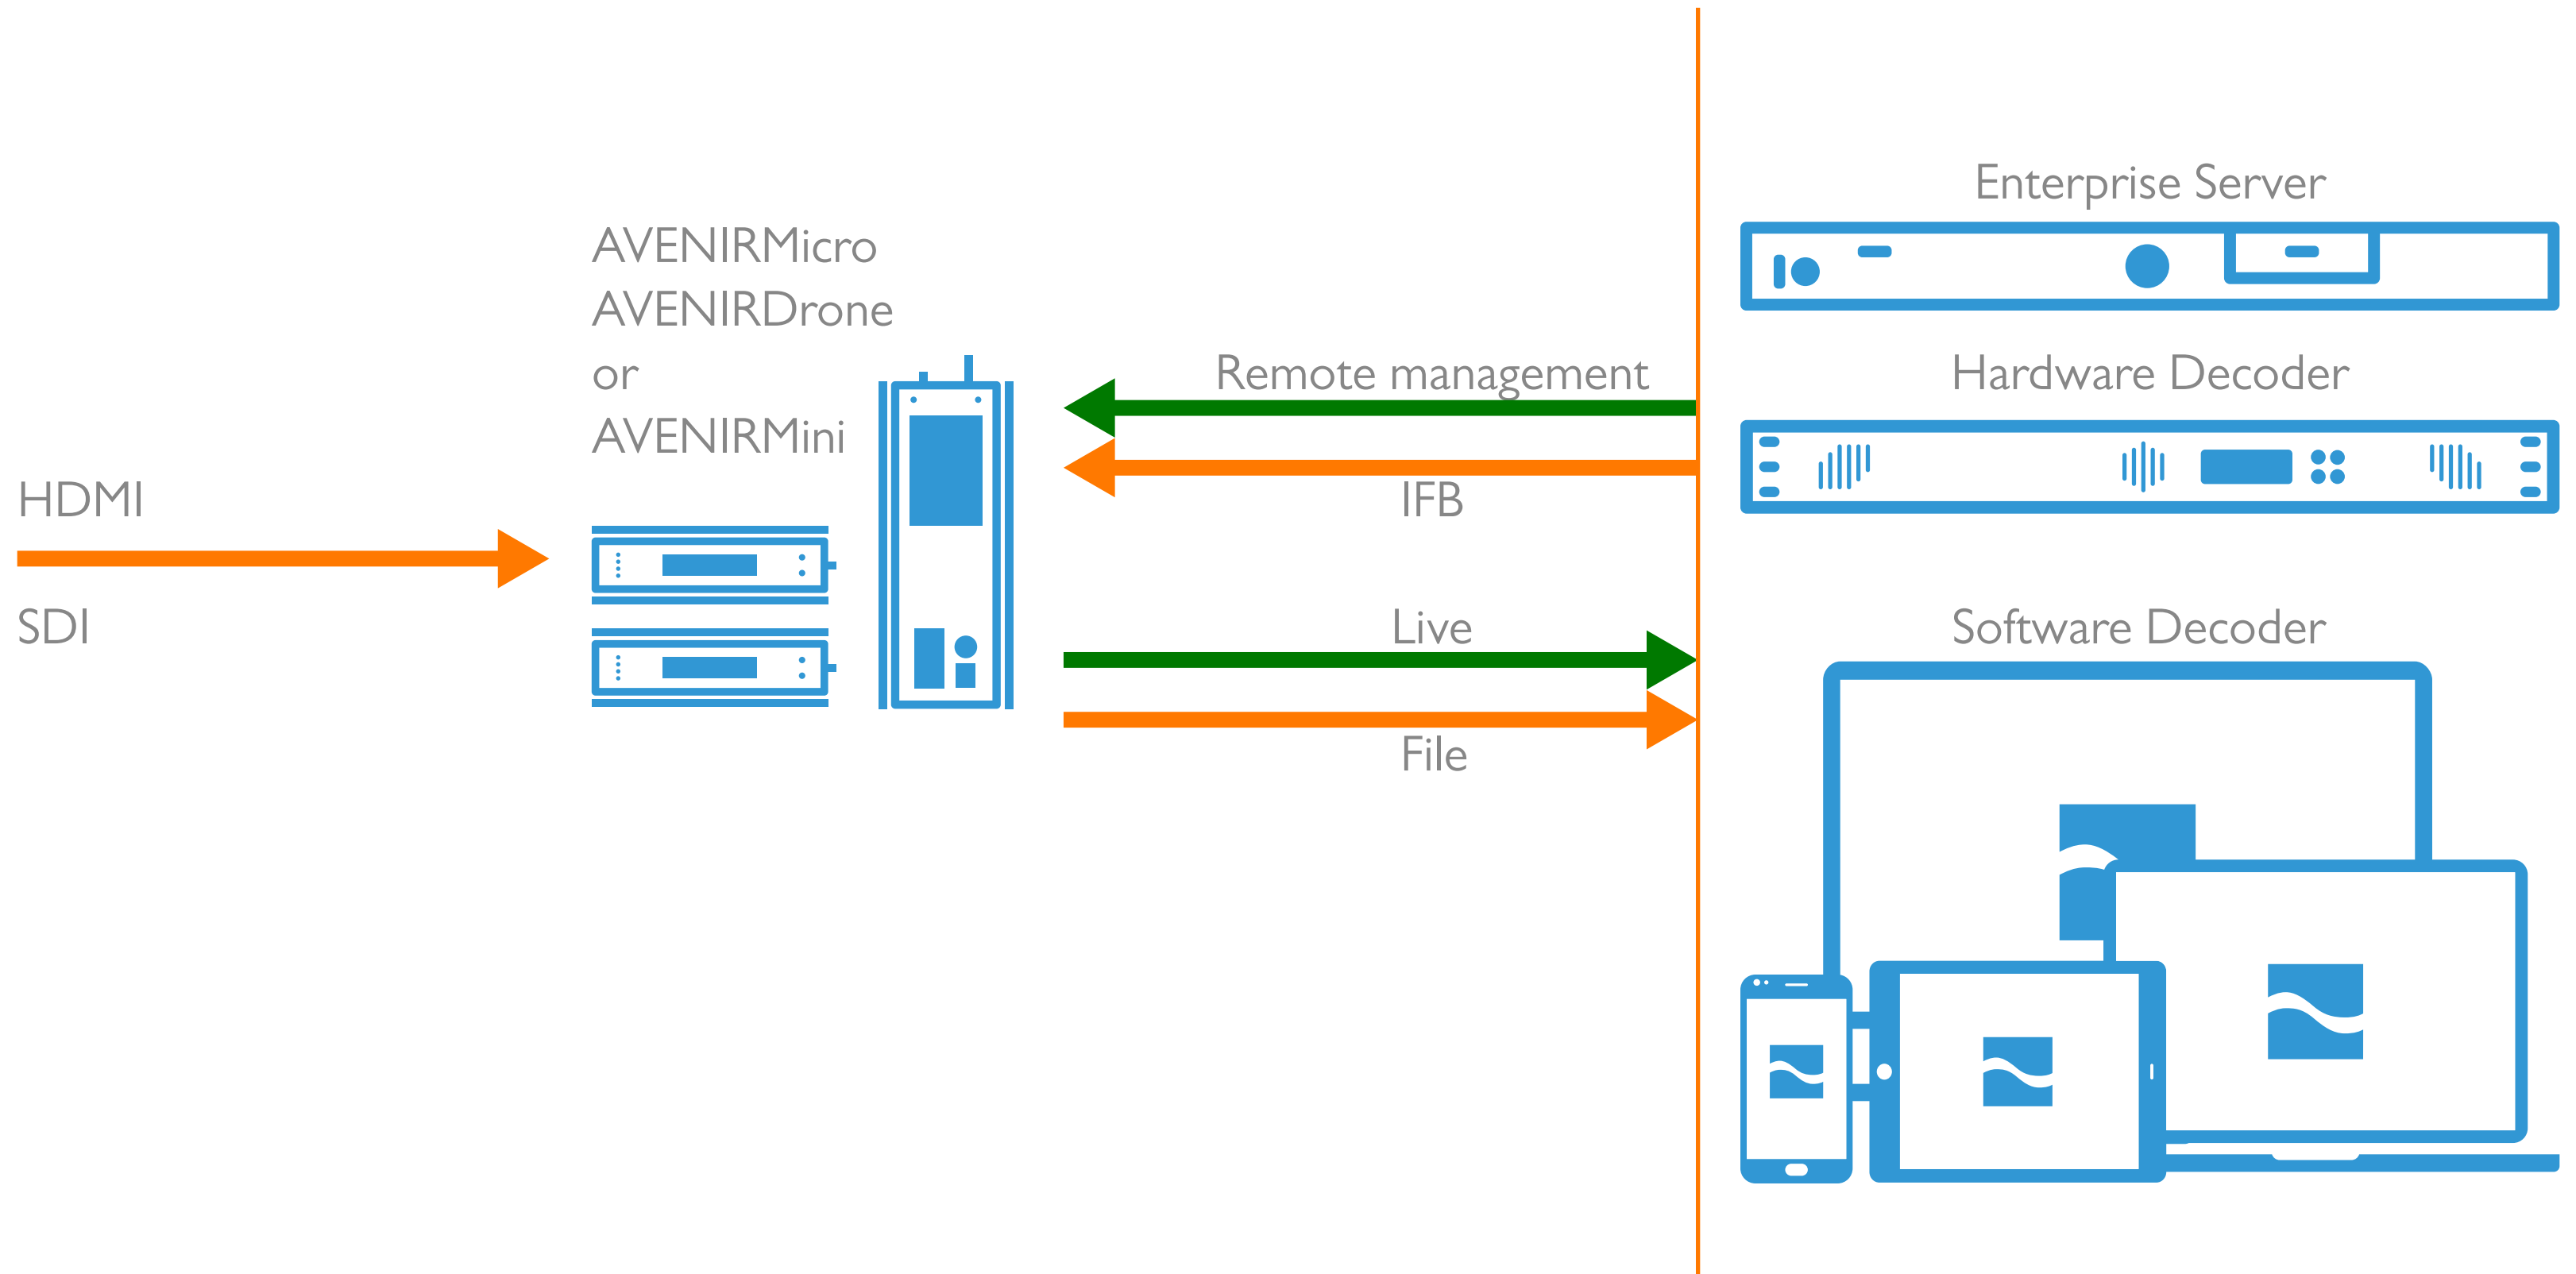 HDMI
SDI
AVENIRMicro
AVENIRDrone
or
AVENIRMini
Remote management
IFB
Live
File
Enterprise Server
Hardware Decoder
Software Decoder